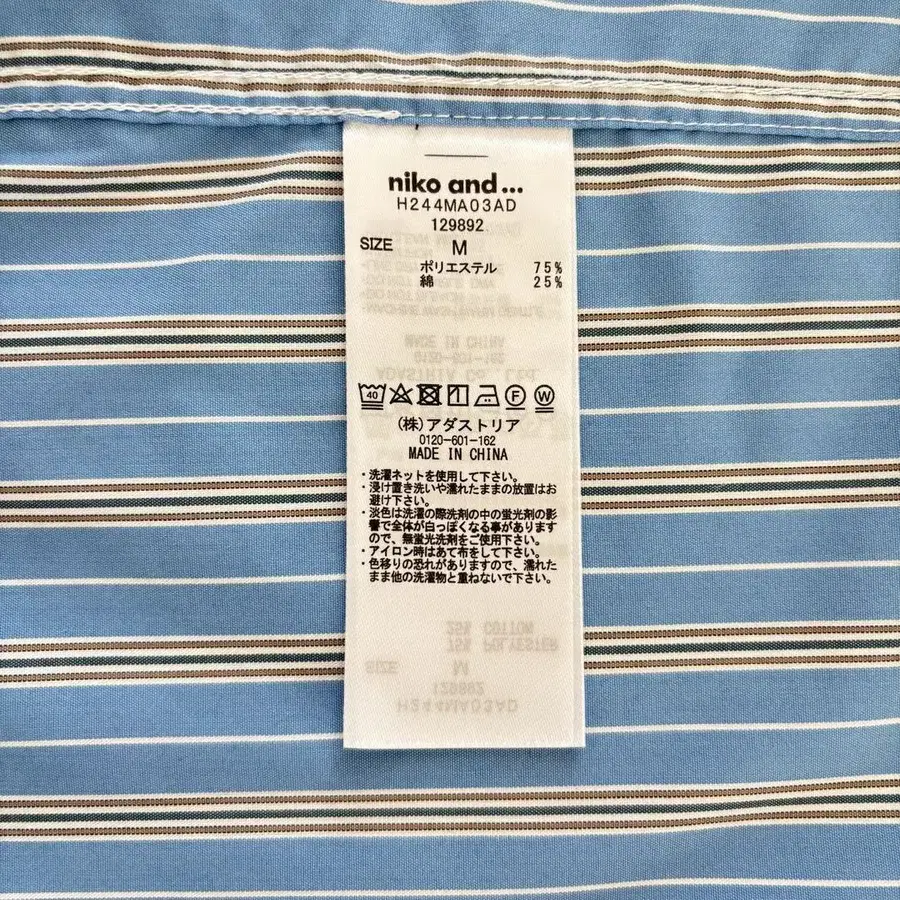 niko and ...
H244MA03AD
129892
SIZE M
ポリエステル 75%
綿 25%
40
F W
(株)アダストリア
0120-601-162
MADE IN CHINA
・洗濯ネットを使用して下さい。
・浸け置き洗いや濡れたままの放置はお
避け下さい。
・淡色は洗濯の際洗剤の中の蛍光剤の影
響で全体が白っぽくなる事があります
ので、無蛍光洗剤をご使用下さい。
・アイロン時はあて布をして下さい。
・色移りの恐れがありますので、濡れた
まま他の洗濯物と重ねないで下さい。
25% COTTON
75% POLYESTER
SIZE M
129892
H244MA03AD